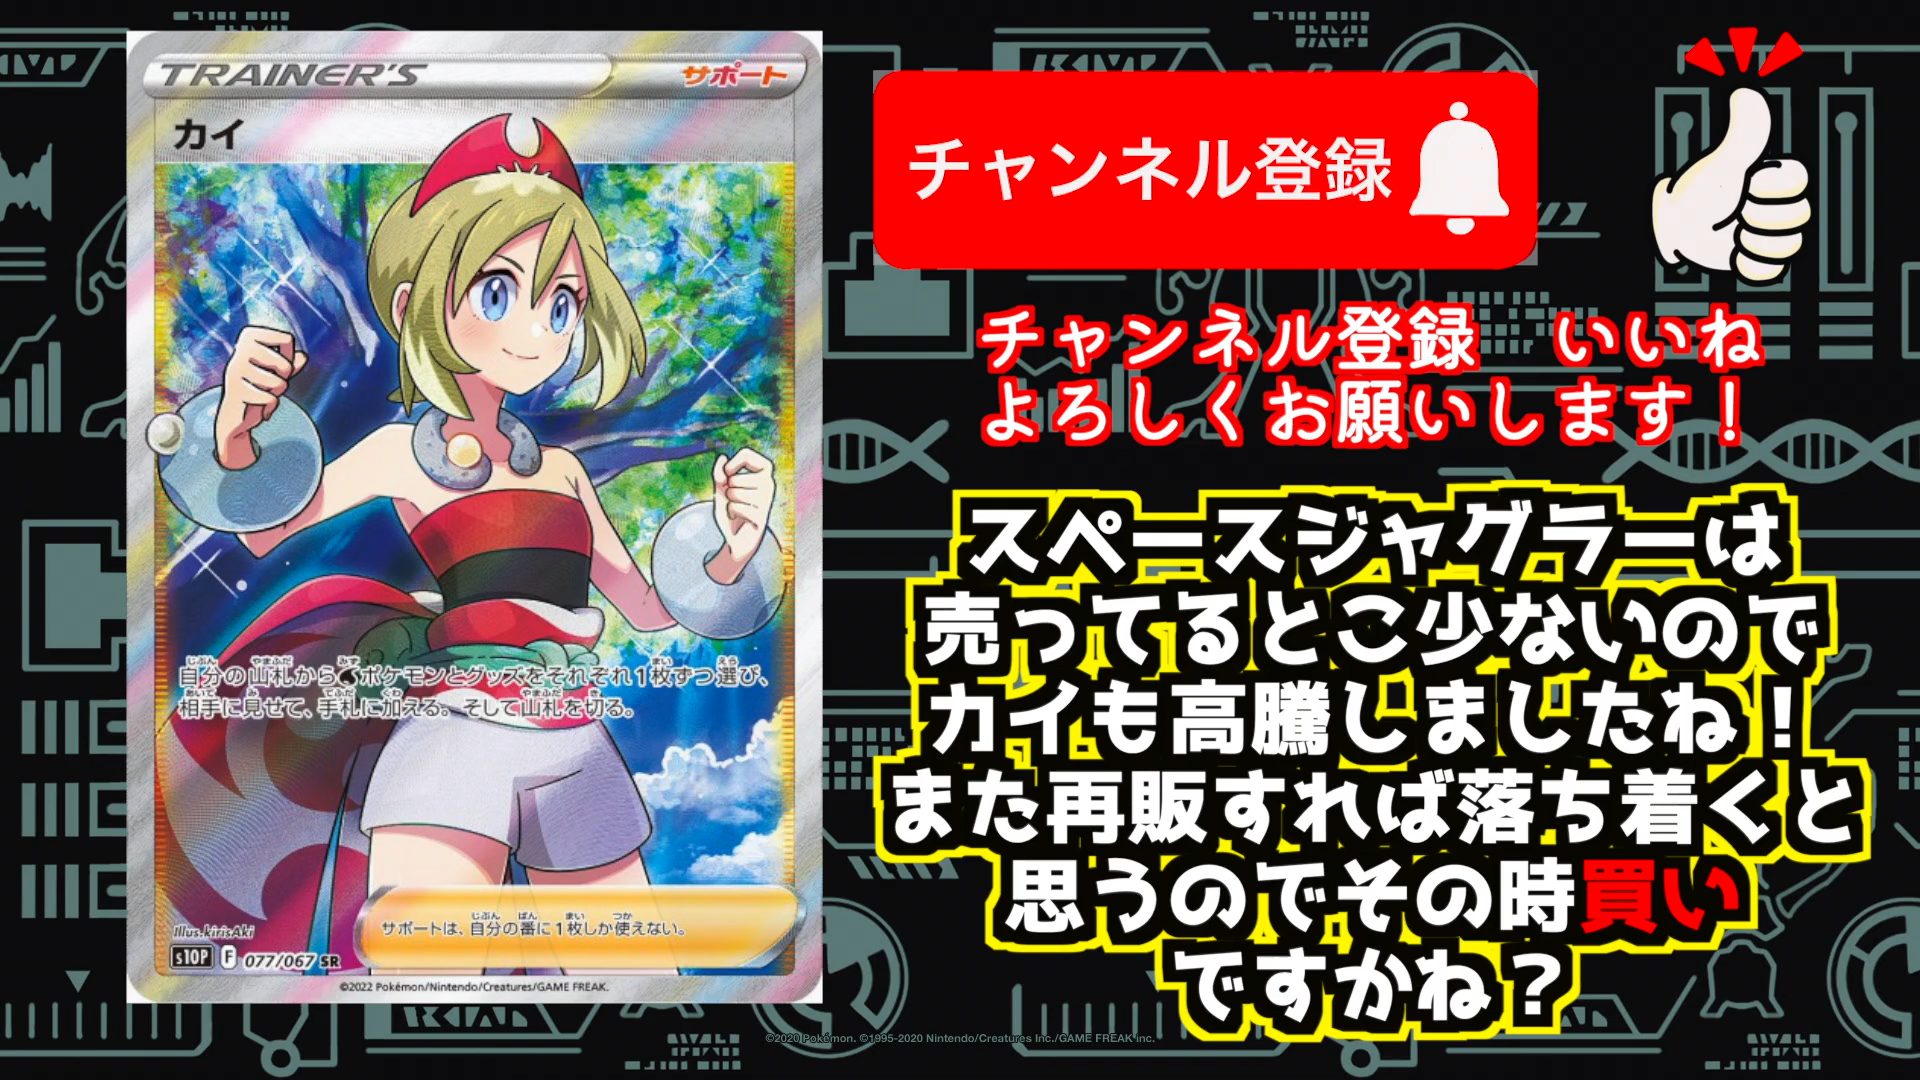 TRAINER'S
サポート
カイ
自分の山札からポケモンとグッズをそれぞれ1枚ずつ選び、
相手に見せて、手札に加える。そして山札を切る。
サポートは、自分の番に1枚しか使えない。
Illus.kirisAki
s10P F 077/067 SR
©2022 Pokémon/Nintendo/Creatures/GAME FREAK.
チャンネル登録
チャンネル登録　いいね
よろしくお願いします！
スペースジャグラーは
売ってるとこ少ないので
カイも高騰しましたね！
また再販すれば落ち着くと
思うのでその時買い
ですかね？
©2020 Pokémon. ©1995-2020 Nintendo/Creatures Inc./GAME FREAK inc.